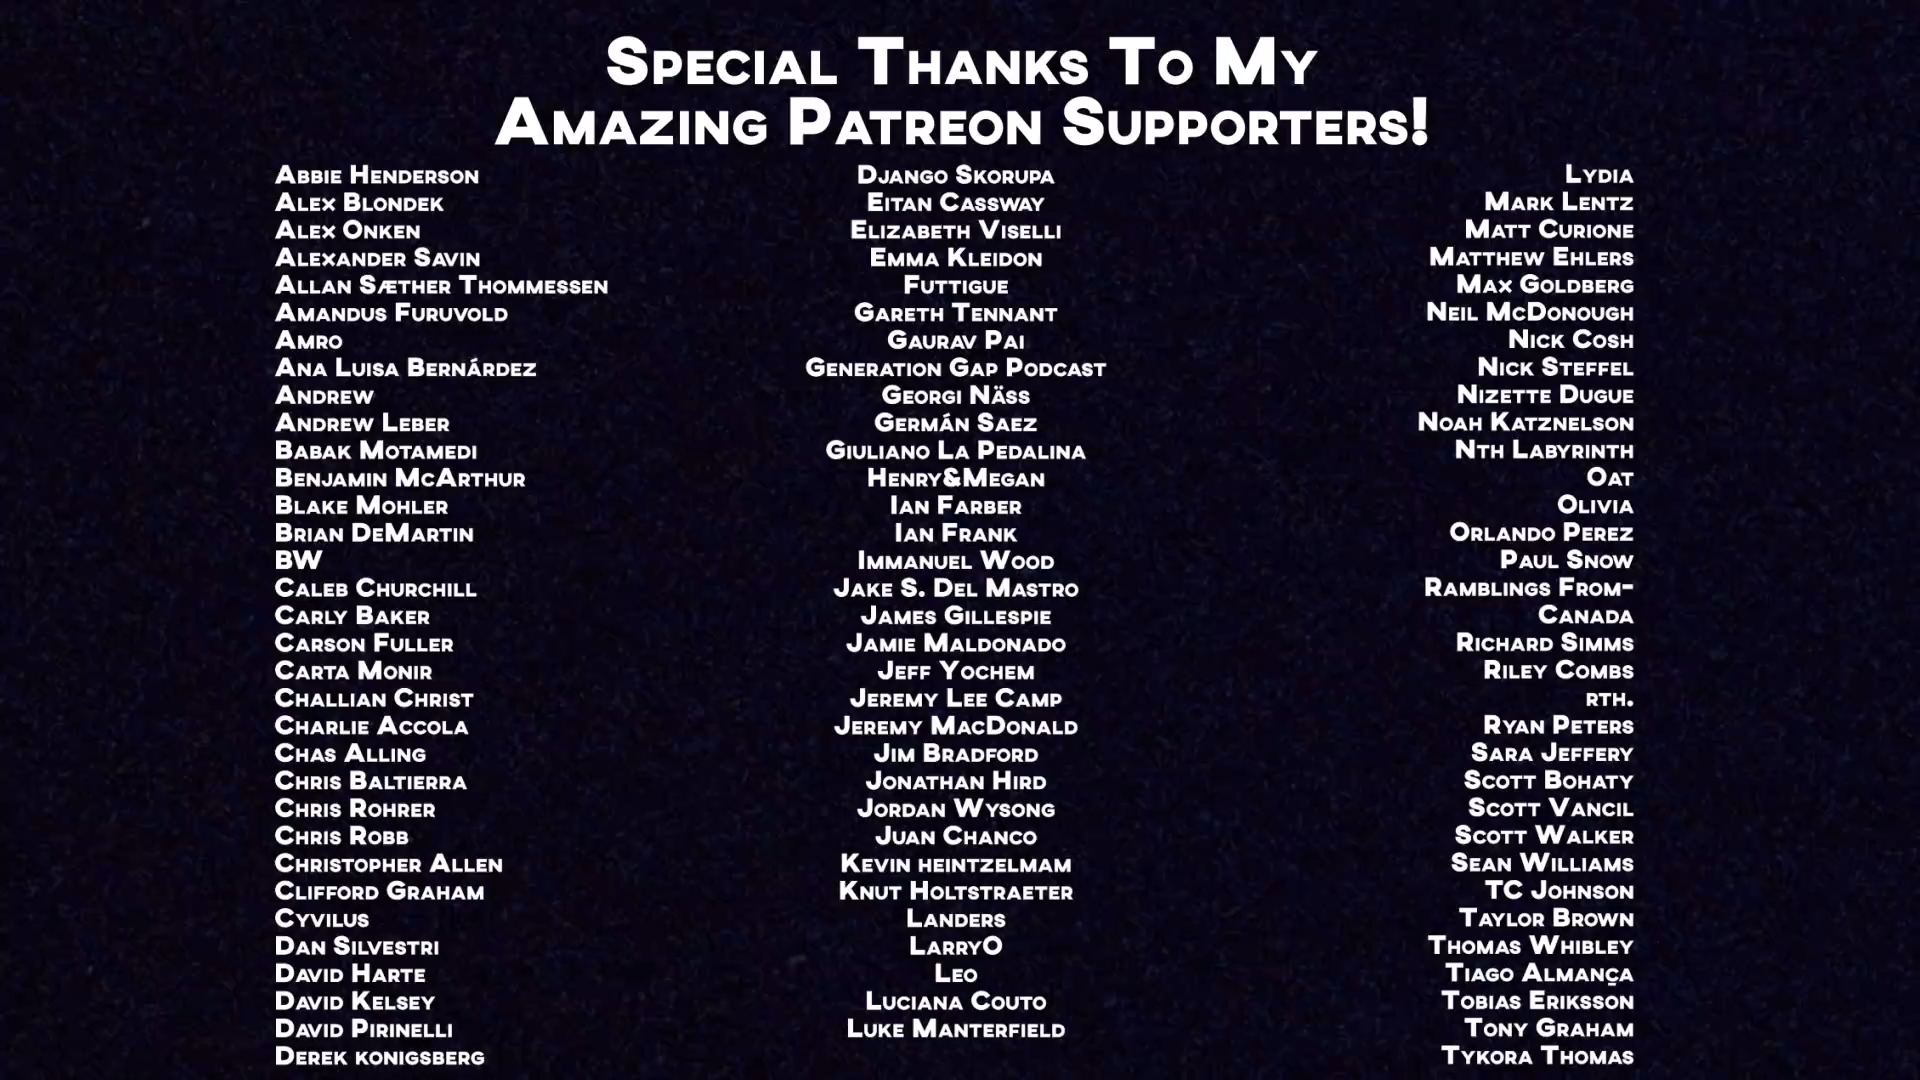 Special Thanks To My
Amazing Patreon Supporters!
Abbie Henderson
Alex Blondek
Alex Onken
Alexander Savin
Allan Sæther Thommessen
Amandus Furuvold
Amro
Ana Luisa Bernárdez
Andrew
Andrew Leber
Babak Motamedi
Benjamin McArthur
Blake Mohler
Brian DeMartin
BW
Caleb Churchill
Carly Baker
Carson Fuller
Carta Monir
Challian Christ
Charlie Accola
Chas Alling
Chris Baltierra
Chris Rohrer
Chris Robb
Christopher Allen
Clifford Graham
Cyvilus
Dan Silvestri
David Harte
David Kelsey
David Pirinelli
Derek konigsberg
Django Skorupa
Eitan Cassway
Elizabeth Viselli
Emma Kleidon
Futtigue
Gareth Tennant
Gaurav Pai
Generation Gap Podcast
Georgi Näss
Germán Saez
Giuliano La Pedalina
Henry&Megan
Ian Farber
Ian Frank
Immanuel Wood
Jake S. Del Mastro
James Gillespie
Jamie Maldonado
Jeff Yochem
Jeremy Lee Camp
Jeremy MacDonald
Jim Bradford
Jonathan Hird
Jordan Wysong
Juan Chanco
Kevin heintzelmam
Knut Holtstraeter
Landers
LarryO
Leo
Luciana Couto
Luke Manterfield
Lydia
Mark Lentz
Matt Curione
Matthew Ehlers
Max Goldberg
Neil McDonough
Nick Cosh
Nick Steffel
Nizette Dugue
Noah Katznelson
Nth Labyrinth
Oat
Olivia
Orlando Perez
Paul Snow
Ramblings From-
Canada
Richard Simms
Riley Combs
rth.
Ryan Peters
Sara Jeffery
Scott Bohaty
Scott Vancil
Scott Walker
Sean Williams
TC Johnson
Taylor Brown
Thomas Whibley
Tiago Almança
Tobias Eriksson
Tony Graham
Tykora Thomas